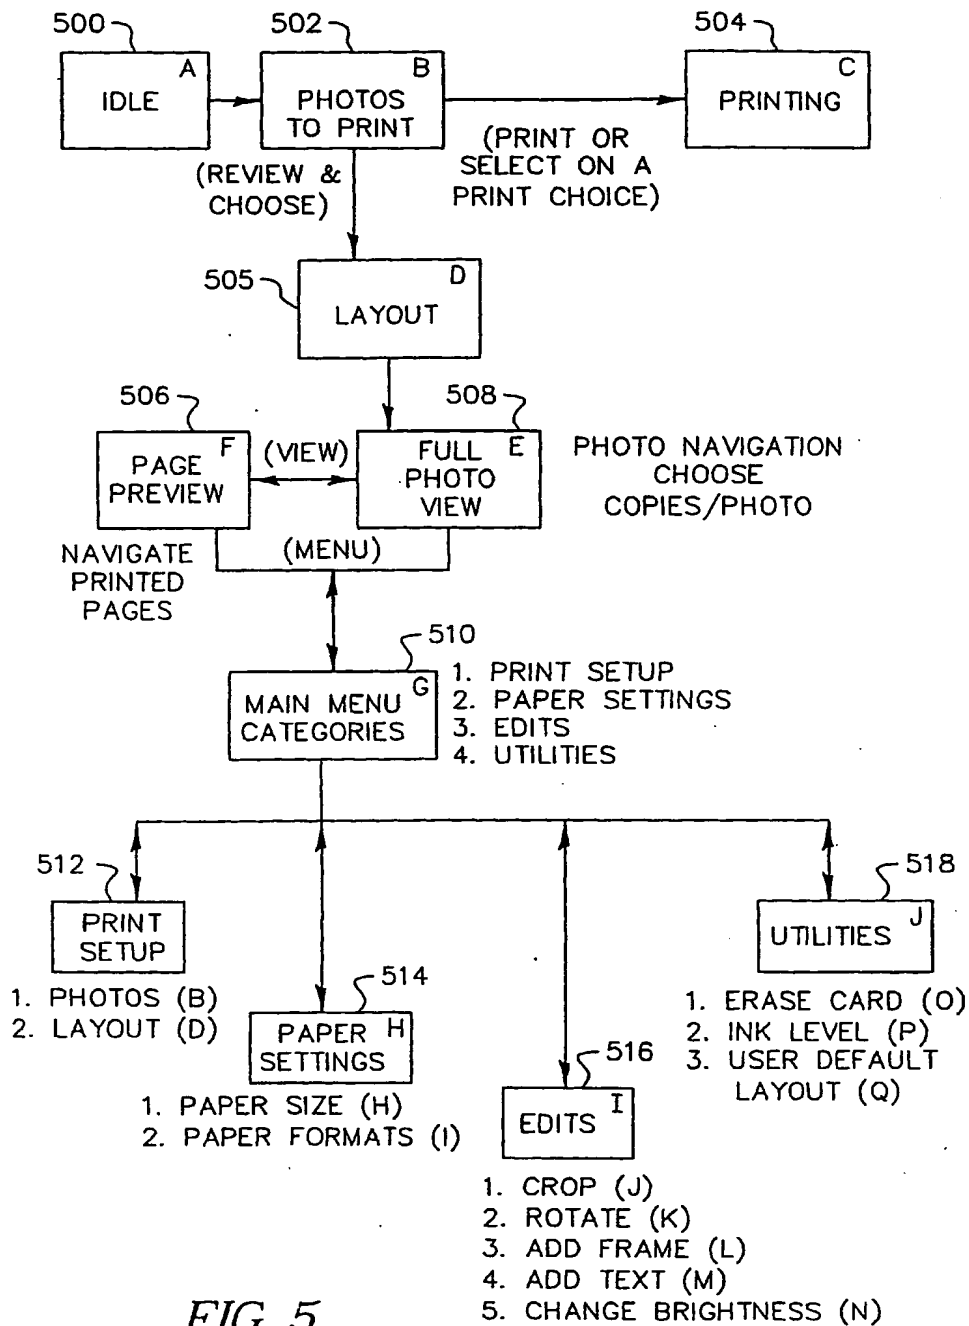 500
502
504
A
IDLE
B
PHOTOS
TO PRINT
C
PRINTING
(REVIEW &
CHOOSE)
(PRINT OR
SELECT ON A
PRINT CHOICE)
505
D
LAYOUT
506
508
F
PAGE
PREVIEW
(VIEW)
E
FULL
PHOTO
VIEW
PHOTO NAVIGATION
CHOOSE
COPIES/PHOTO
NAVIGATE
PRINTED
PAGES
(MENU)
510
G
MAIN MENU
CATEGORIES
1. PRINT SETUP
2. PAPER SETTINGS
3. EDITS
4. UTILITIES
512
PRINT
SETUP
1. PHOTOS (B)
2. LAYOUT (D)
514
H
PAPER
SETTINGS
1. PAPER SIZE (H)
2. PAPER FORMATS (I)
516
I
EDITS
1. CROP (J)
2. ROTATE (K)
3. ADD FRAME (L)
4. ADD TEXT (M)
5. CHANGE BRIGHTNESS (N)
518
J
UTILITIES
1. ERASE CARD (O)
2. INK LEVEL (P)
3. USER DEFAULT
LAYOUT (Q)
FIG. 5